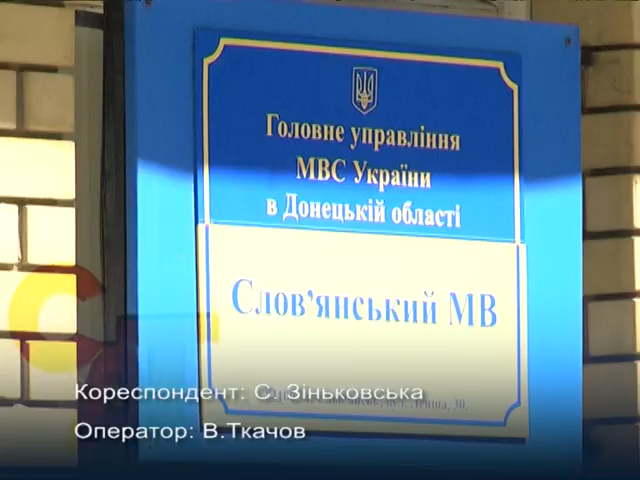 Головне управління
МВС України
в Донецькій області
Слов'янський МВ
Кореспондент: С. Зіньковська
Оператор: В.Ткачов